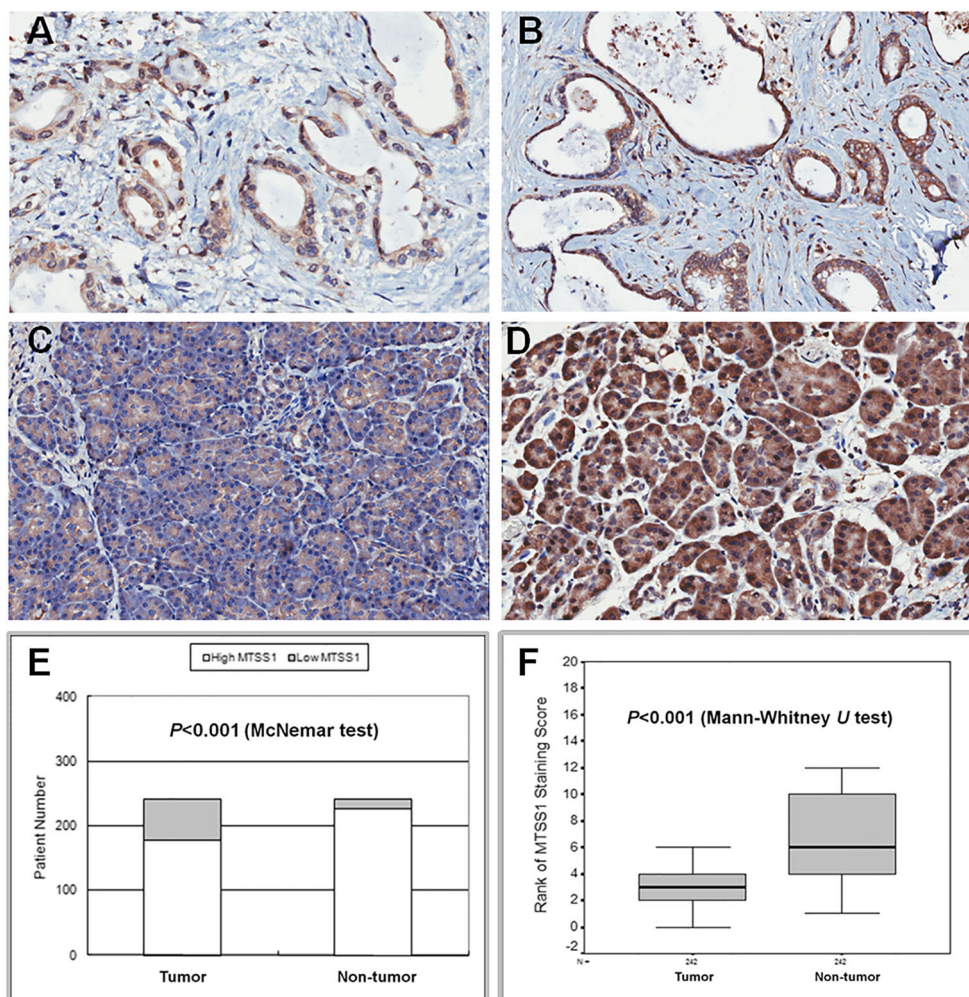 A
B
C
D
E
□High MTSS1 □Low MTSS1
400
P<0.001 (McNemar test)
300
Patient Number
200
100
0
Tumor Non-tumor
F
20
18
P<0.001 (Mann-Whitney U test)
16
14
12
10
Rank of MTSS1 Staining Score
8
6
4
2
0
-2
N = 242 242
Tumor Non-tumor